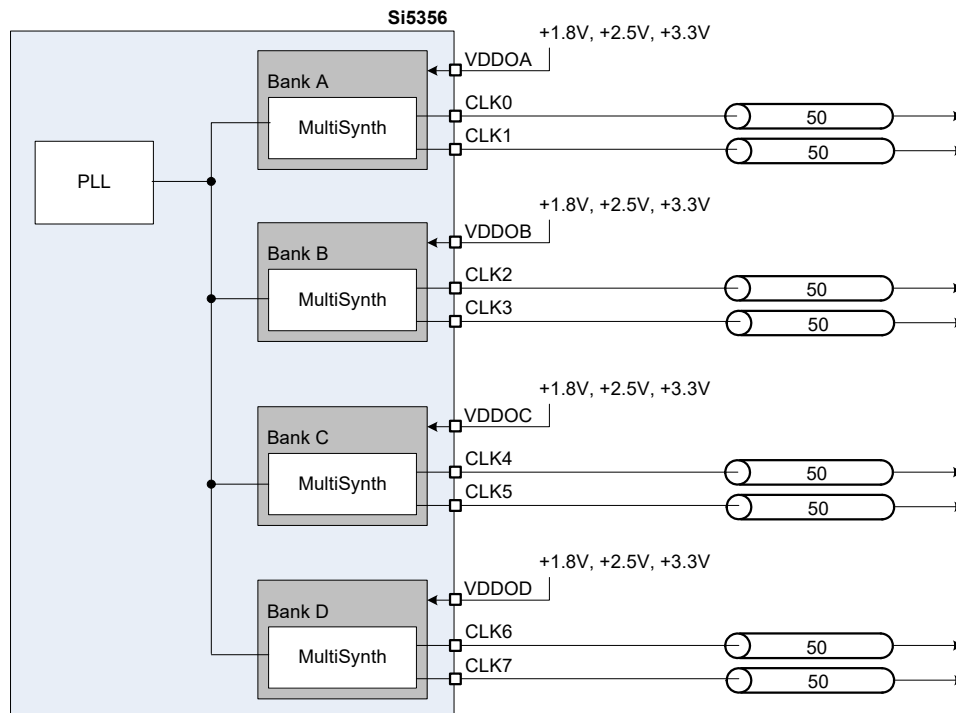 Si5356
+1.8V, +2.5V, +3.3V
VDDOA
Bank A
CLK0
MultiSynth
50
CLK1
50
PLL
+1.8V, +2.5V, +3.3V
VDDOB
Bank B
CLK2
MultiSynth
50
CLK3
50
+1.8V, +2.5V, +3.3V
VDDOC
Bank C
CLK4
MultiSynth
50
CLK5
50
+1.8V, +2.5V, +3.3V
VDDOD
Bank D
CLK6
MultiSynth
50
CLK7
50